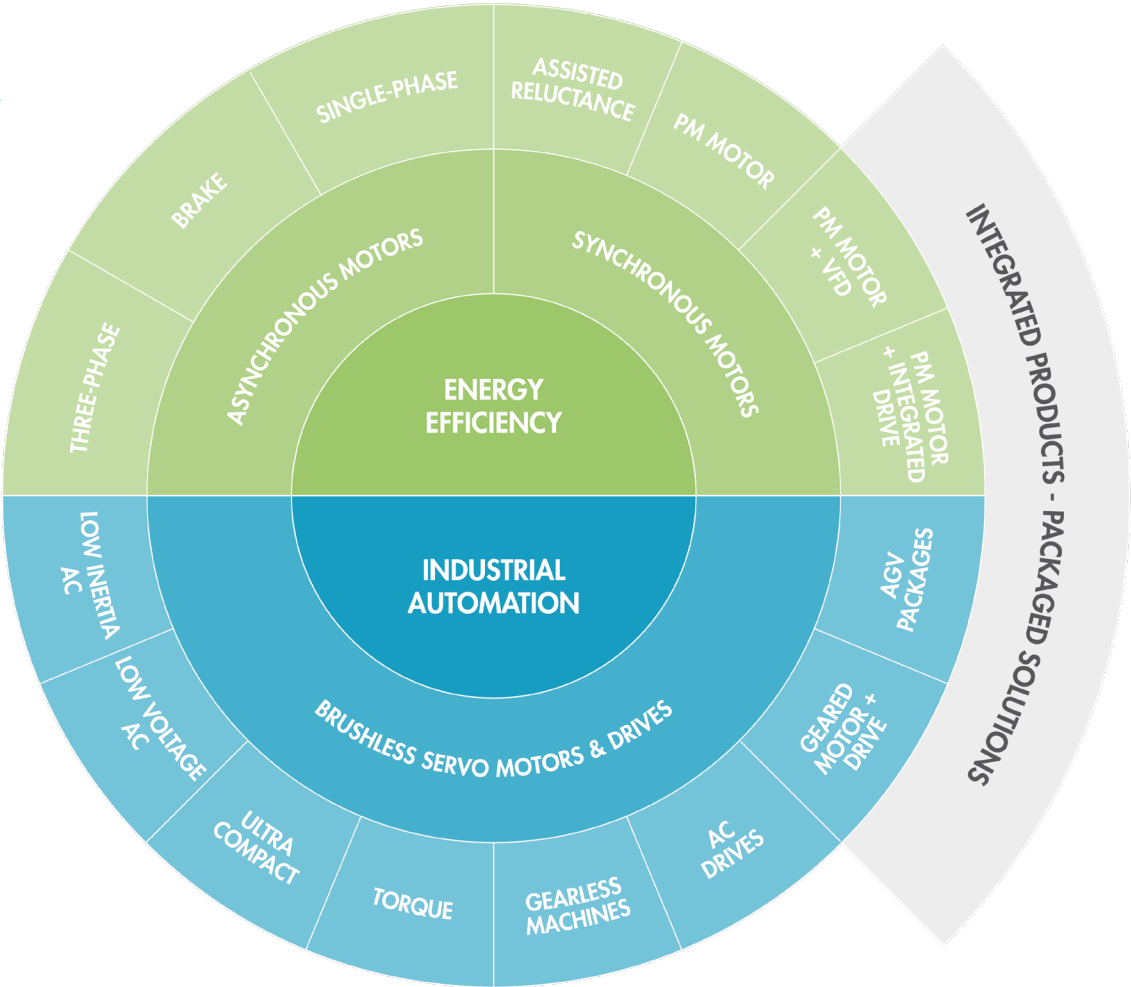 ENERGY
EFFICIENCY
ASYNCHRONOUS MOTORS
SYNCHRONOUS MOTORS
THREE-PHASE
BRAKE
SINGLE-PHASE
ASSISTED
RELUCTANCE
PM MOTOR
PM MOTOR
+ VFD
PM MOTOR
+ INTEGRATED
DRIVE
INDUSTRIAL
AUTOMATION
BRUSHLESS SERVO MOTORS & DRIVES
LOW INERTIA
AC
LOW VOLTAGE
AC
ULTRA
COMPACT
TORQUE
GEARLESS
MACHINES
AC
DRIVES
GEARED
MOTOR +
DRIVE
AGV
PACKAGES
INTEGRATED PRODUCTS - PACKAGED SOLUTIONS